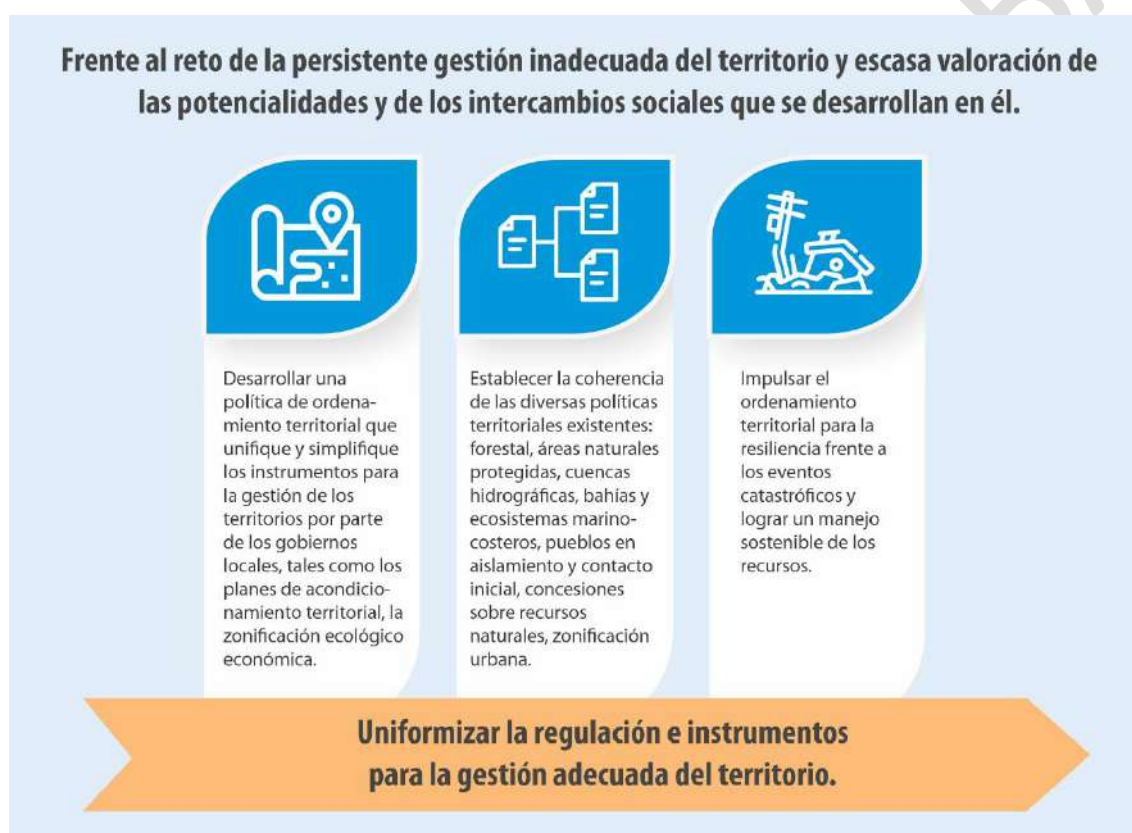 Frente al reto de la persistente gestión inadecuada del territorio y escasa valoración de
las potencialidades y de los intercambios sociales que se desarrollan en él.
Desarrollar una
política de ordena-
miento territorial que
unifique y simplifique
los instrumentos para
la gestión de los
territorios por parte
de los gobiernos
locales, tales como los
planes de acondicio-
namiento territorial, la
zonificación ecológico
económica.
Establecer la coherencia
de las diversas políticas
territoriales existentes:
forestal, áreas naturales
protegidas, cuencas
hidrográficas, bahías y
ecosistemas marino-
costeros, pueblos en
aislamiento y contacto
inicial, concesiones
sobre recursos
naturales, zonificación
urbana.
Impulsar el
ordenamiento
territorial para la
resiliencia frente a
los eventos
catastróficos y
lograr un manejo
sostenible de los
recursos.
Uniformizar la regulación e instrumentos
para la gestión adecuada del territorio.